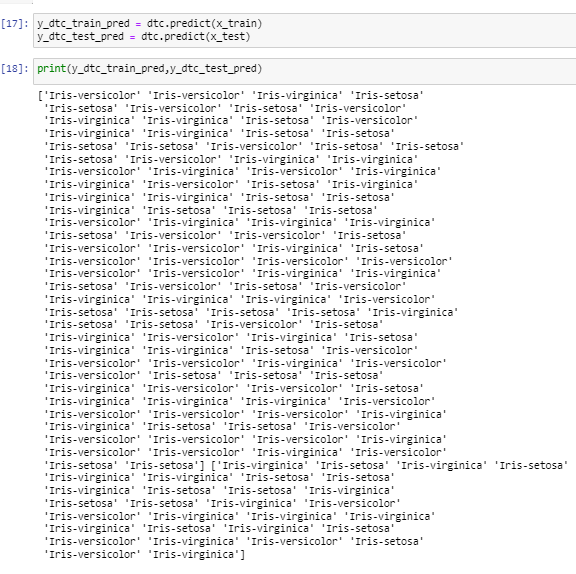 [17]: y_dtc_train_pred = dtc.predict(x_train)
y_dtc_test_pred = dtc.predict(x_test)
[18]: print(y_dtc_train_pred,y_dtc_test_pred)
['Iris-versicolor' 'Iris-versicolor' 'Iris-virginica' 'Iris-setosa'
'Iris-setosa' 'Iris-versicolor' 'Iris-setosa' 'Iris-versicolor'
'Iris-virginica' 'Iris-virginica' 'Iris-setosa' 'Iris-versicolor'
'Iris-virginica' 'Iris-virginica' 'Iris-setosa' 'Iris-setosa'
'Iris-setosa' 'Iris-setosa' 'Iris-versicolor' 'Iris-setosa' 'Iris-setosa'
'Iris-setosa' 'Iris-versicolor' 'Iris-virginica' 'Iris-virginica'
'Iris-versicolor' 'Iris-virginica' 'Iris-versicolor' 'Iris-virginica'
'Iris-virginica' 'Iris-versicolor' 'Iris-setosa' 'Iris-virginica'
'Iris-virginica' 'Iris-virginica' 'Iris-setosa' 'Iris-setosa'
'Iris-virginica' 'Iris-setosa' 'Iris-setosa' 'Iris-setosa'
'Iris-versicolor' 'Iris-virginica' 'Iris-virginica' 'Iris-virginica'
'Iris-setosa' 'Iris-versicolor' 'Iris-versicolor' 'Iris-setosa'
'Iris-versicolor' 'Iris-versicolor' 'Iris-virginica' 'Iris-setosa'
'Iris-versicolor' 'Iris-versicolor' 'Iris-versicolor' 'Iris-versicolor'
'Iris-versicolor' 'Iris-versicolor' 'Iris-virginica' 'Iris-virginica'
'Iris-setosa' 'Iris-versicolor' 'Iris-setosa' 'Iris-versicolor'
'Iris-virginica' 'Iris-virginica' 'Iris-virginica' 'Iris-versicolor'
'Iris-setosa' 'Iris-setosa' 'Iris-setosa' 'Iris-setosa' 'Iris-virginica'
'Iris-setosa' 'Iris-setosa' 'Iris-versicolor' 'Iris-setosa'
'Iris-virginica' 'Iris-versicolor' 'Iris-virginica' 'Iris-setosa'
'Iris-virginica' 'Iris-setosa' 'Iris-setosa' 'Iris-versicolor'
'Iris-versicolor' 'Iris-versicolor' 'Iris-virginica' 'Iris-versicolor'
'Iris-versicolor' 'Iris-setosa' 'Iris-setosa' 'Iris-setosa'
'Iris-virginica' 'Iris-versicolor' 'Iris-versicolor' 'Iris-setosa'
'Iris-versicolor' 'Iris-virginica' 'Iris-virginica' 'Iris-versicolor'
'Iris-versicolor' 'Iris-versicolor' 'Iris-versicolor' 'Iris-virginica'
'Iris-virginica' 'Iris-setosa' 'Iris-setosa' 'Iris-versicolor'
'Iris-versicolor' 'Iris-versicolor' 'Iris-versicolor' 'Iris-virginica'
'Iris-virginica' 'Iris-versicolor' 'Iris-virginica' 'Iris-versicolor'
'Iris-setosa' 'Iris-setosa'] ['Iris-virginica' 'Iris-setosa' 'Iris-virginica' 'Iris-setosa'
'Iris-virginica' 'Iris-virginica' 'Iris-setosa' 'Iris-setosa'
'Iris-virginica' 'Iris-setosa' 'Iris-setosa' 'Iris-virginica'
'Iris-setosa' 'Iris-setosa' 'Iris-virginica' 'Iris-versicolor'
'Iris-versicolor' 'Iris-virginica' 'Iris-virginica' 'Iris-virginica'
'Iris-virginica' 'Iris-setosa' 'Iris-virginica' 'Iris-setosa'
'Iris-versicolor' 'Iris-virginica' 'Iris-versicolor' 'Iris-setosa'
'Iris-versicolor' 'Iris-virginica']